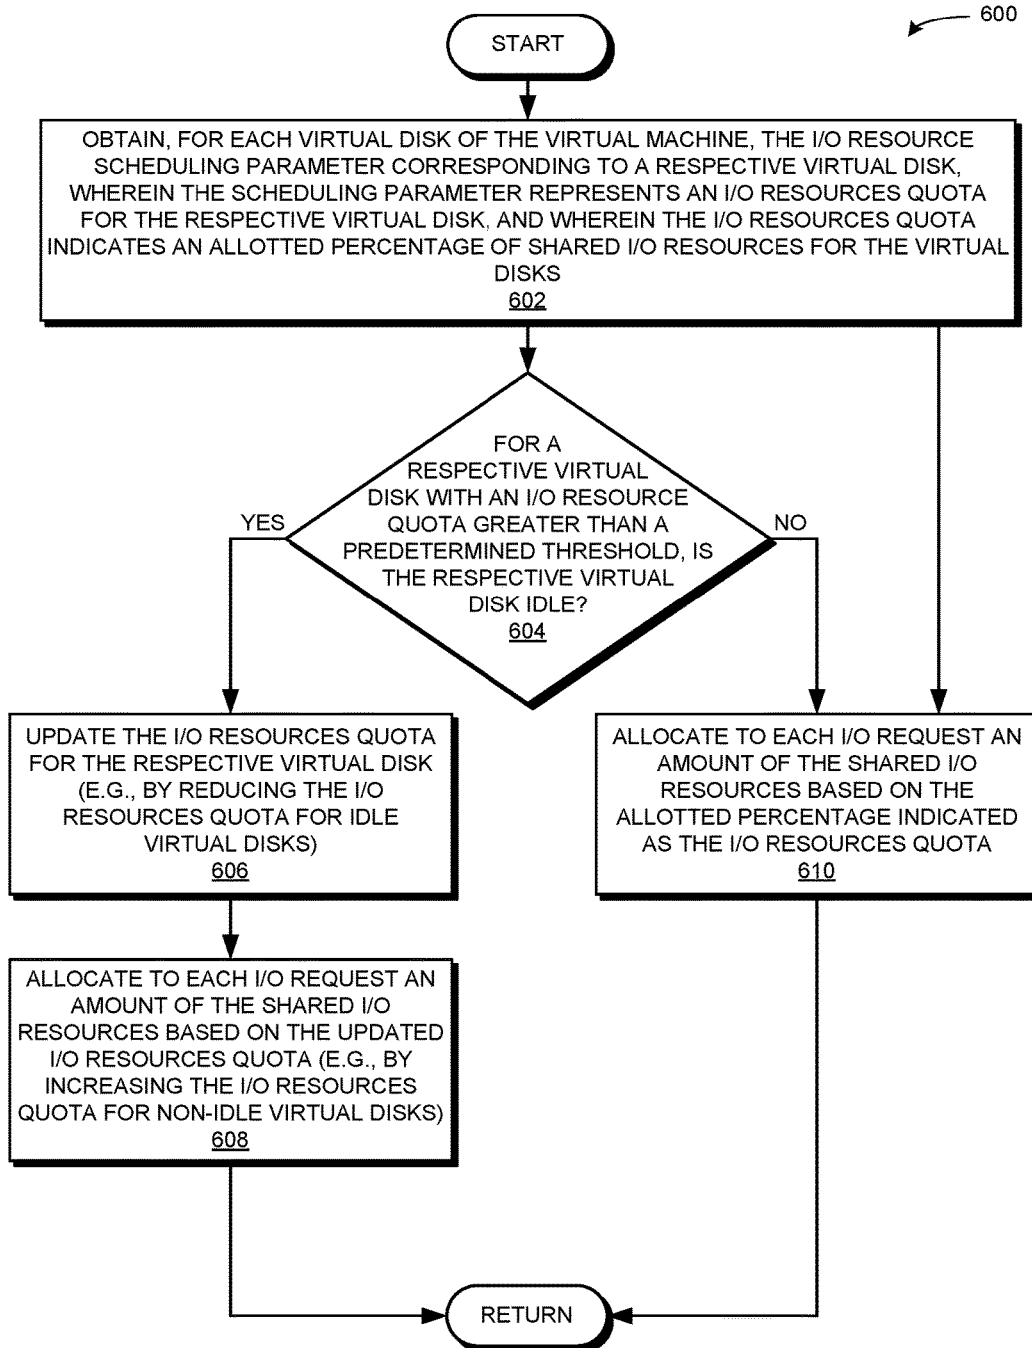 600
START
OBTAIN, FOR EACH VIRTUAL DISK OF THE VIRTUAL MACHINE, THE I/O RESOURCE
SCHEDULING PARAMETER CORRESPONDING TO A RESPECTIVE VIRTUAL DISK,
WHEREIN THE SCHEDULING PARAMETER REPRESENTS AN I/O RESOURCES QUOTA
FOR THE RESPECTIVE VIRTUAL DISK, AND WHEREIN THE I/O RESOURCES QUOTA
INDICATES AN ALLOTTED PERCENTAGE OF SHARED I/O RESOURCES FOR THE VIRTUAL
DISKS
602
FOR A
RESPECTIVE VIRTUAL
DISK WITH AN I/O RESOURCE
QUOTA GREATER THAN A
PREDETERMINED THRESHOLD, IS
THE RESPECTIVE VIRTUAL
DISK IDLE?
604
YES
NO
UPDATE THE I/O RESOURCES QUOTA
FOR THE RESPECTIVE VIRTUAL DISK
(E.G., BY REDUCING THE I/O
RESOURCES QUOTA FOR IDLE
VIRTUAL DISKS)
606
ALLOCATE TO EACH I/O REQUEST AN
AMOUNT OF THE SHARED I/O
RESOURCES BASED ON THE
ALLOTTED PERCENTAGE INDICATED
AS THE I/O RESOURCES QUOTA
610
ALLOCATE TO EACH I/O REQUEST AN
AMOUNT OF THE SHARED I/O
RESOURCES BASED ON THE UPDATED
I/O RESOURCES QUOTA (E.G., BY
INCREASING THE I/O RESOURCES
QUOTA FOR NON-IDLE VIRTUAL DISKS)
608
RETURN